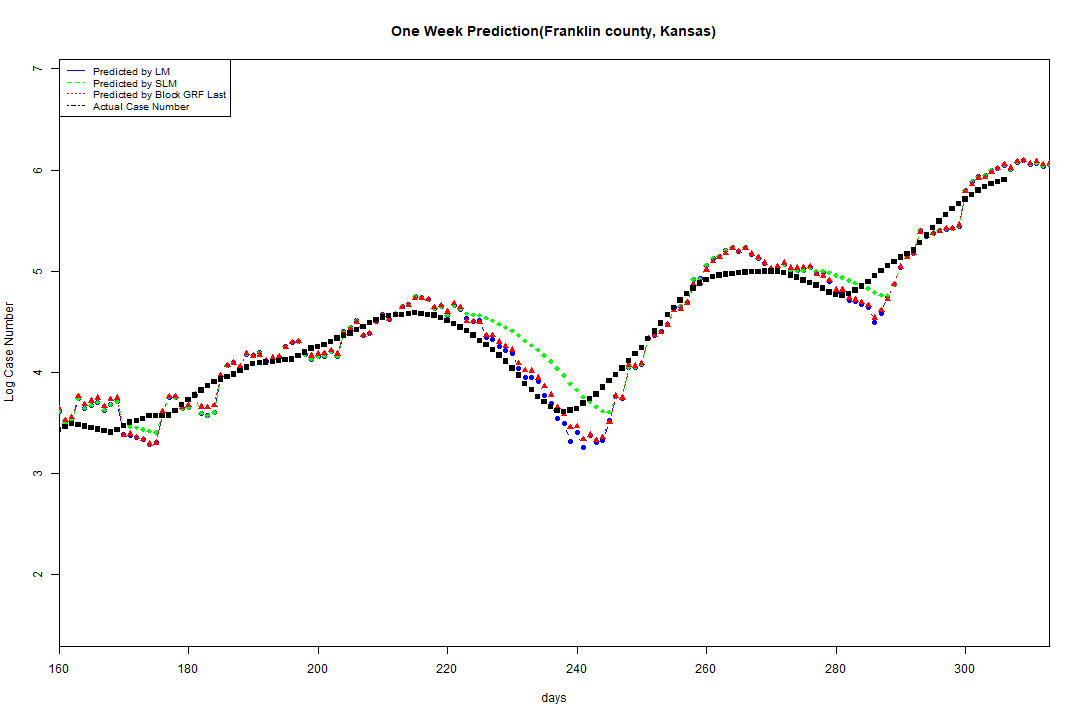 One Week Prediction(Franklin county, Kansas)
Predicted by LM
Predicted by SLM
Predicted by Block GRF Last
Actual Case Number
7
6
5
4
3
2
Log Case Number
160 180 200 220 240 260 280 300
days